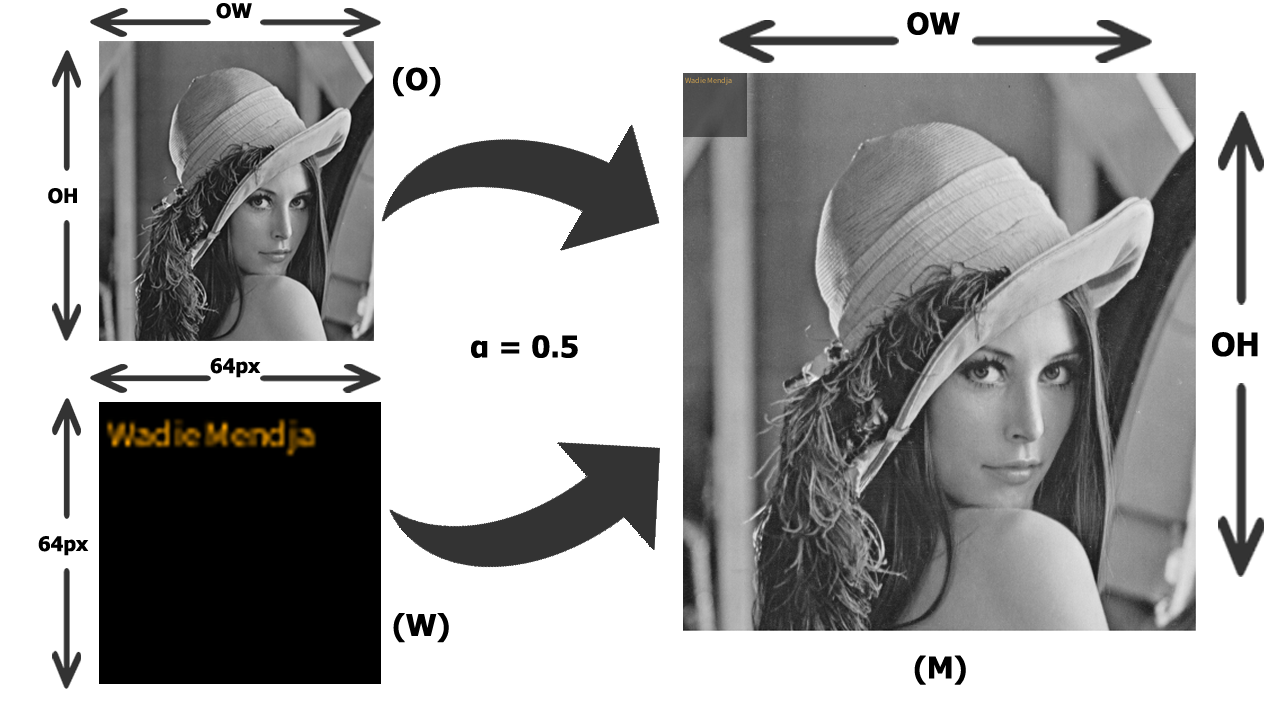 OW
OW
(O)
OH
Wadie Mendja
OH
α = 0.5
64px
Wadie Mendja
64px
(W)
(M)